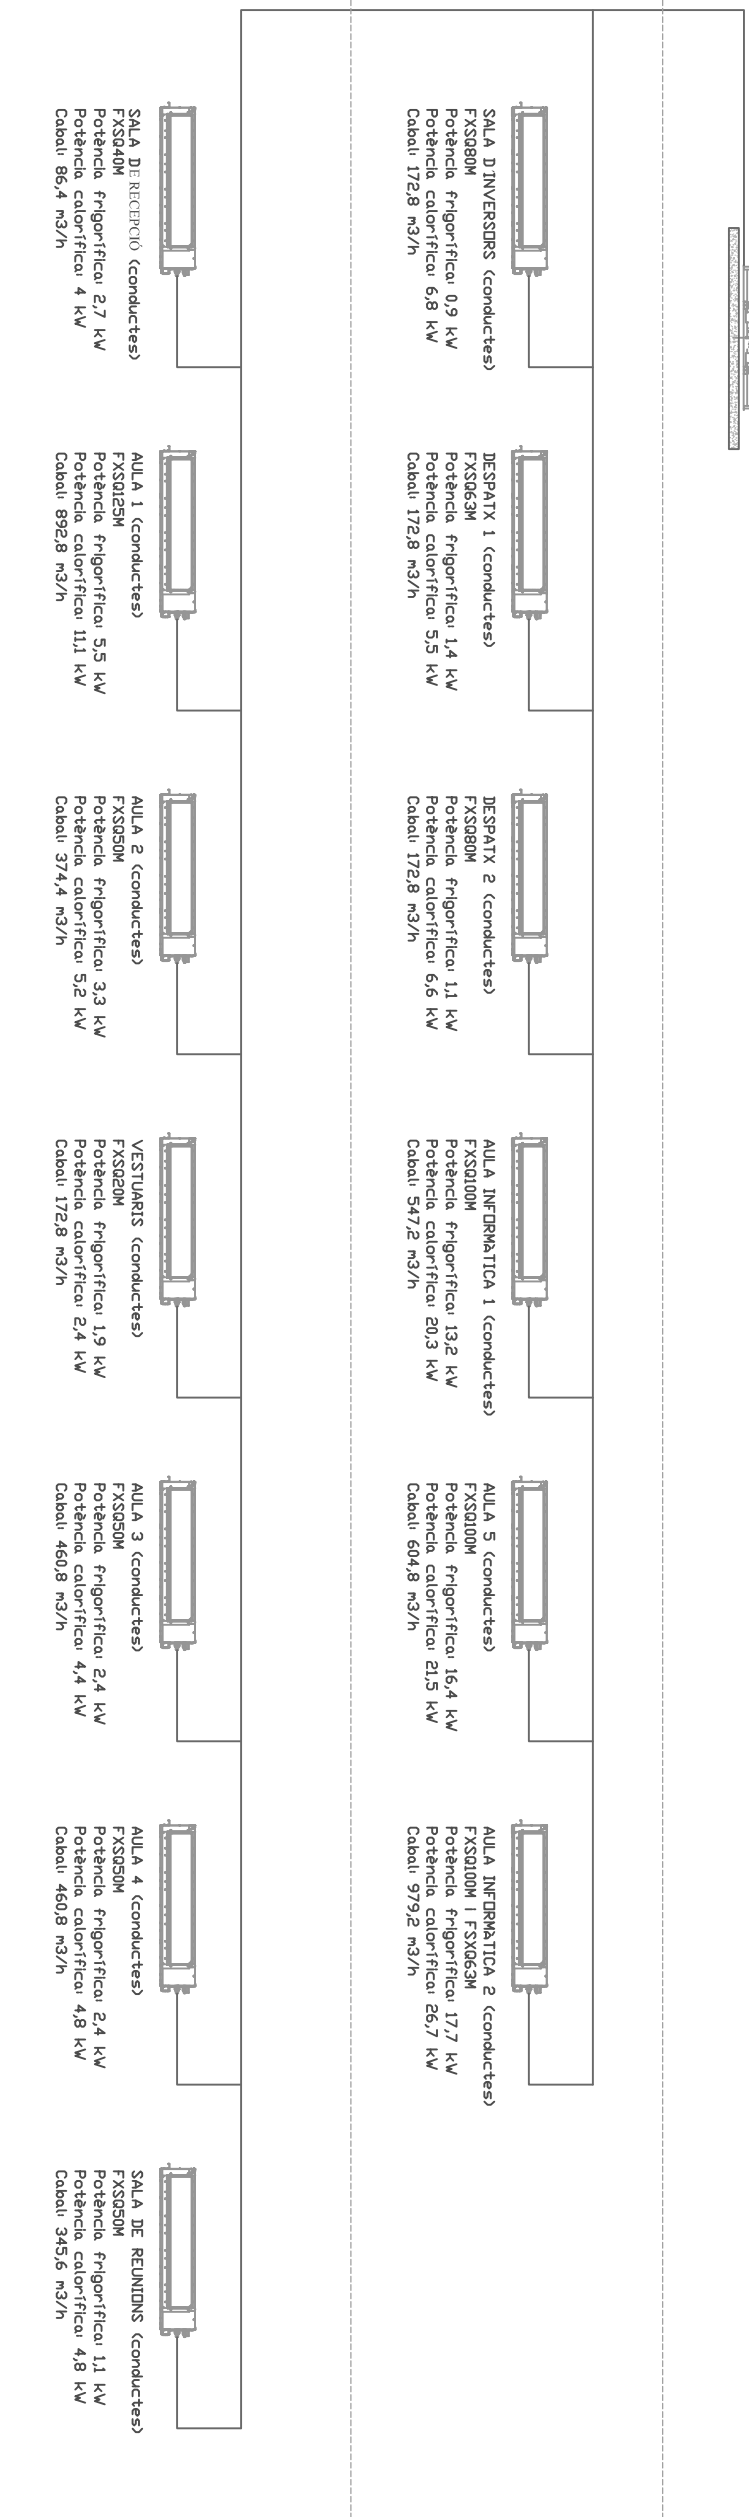 SALA D'INVERSORS (conductes)
FXSQ80M
Potència frigorífica: 0,9 kW
Potència calorífica: 6,8 kW
Cabal: 172,8 m3/h
DESPATX 1 (conductes)
FXSQ63M
Potència frigorífica: 1,4 kW
Potència calorífica: 5,5 kW
Cabal: 172,8 m3/h
DESPATX 2 (conductes)
FXSQ80M
Potència frigorífica: 1,1 kW
Potència calorífica: 6,6 kW
Cabal: 172,8 m3/h
AULA INFORMÀTICA 1 (conductes)
FXSQ100M
Potència frigorífica: 13,2 kW
Potència calorífica: 20,3 kW
Cabal: 547,2 m3/h
AULA 5 (conductes)
FXSQ100M
Potència frigorífica: 16,4 kW
Potència calorífica: 21,5 kW
Cabal: 604,8 m3/h
AULA INFORMÀTICA 2 (conductes)
FXSQ100M I FSXQ63M
Potència frigorífica: 17,7 kW
Potència calorífica: 26,7 kW
Cabal: 979,2 m3/h
SALA DE RECEPCIÓ (conductes)
FXSQ40M
Potència frigorífica: 2,7 kW
Potència calorífica: 4 kW
Cabal: 86,4 m3/h
AULA 1 (conductes)
FXSQ125M
Potència frigorífica: 5,5 kW
Potència calorífica: 11,1 kW
Cabal: 892,8 m3/h
AULA 2 (conductes)
FXSQ50M
Potència frigorífica: 3,3 kW
Potència calorífica: 5,2 kW
Cabal: 374,4 m3/h
VESTUARIS (conductes)
FXSQ20M
Potència frigorífica: 1,9 kW
Potència calorífica: 2,4 kW
Cabal: 172,8 m3/h
AULA 3 (conductes)
FXSQ50M
Potència frigorífica: 2,4 kW
Potència calorífica: 4,4 kW
Cabal: 460,8 m3/h
AULA 4 (conductes)
FXSQ50M
Potència frigorífica: 2,4 kW
Potència calorífica: 4,8 kW
Cabal: 460,8 m3/h
SALA DE REUNIONS (conductes)
FXSQ50M
Potència frigorífica: 1,1 kW
Potència calorífica: 4,8 kW
Cabal: 345,6 m3/h